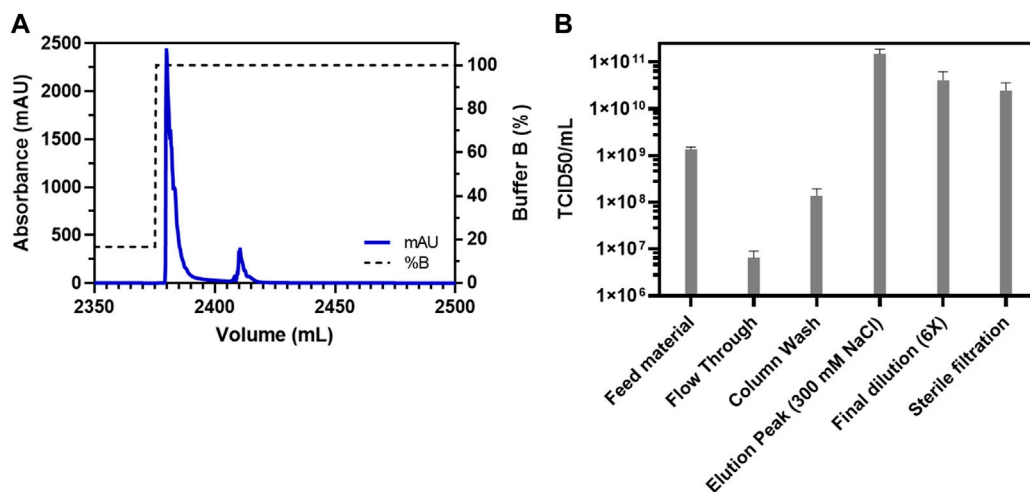 A
Absorbance (mAU)
2500
2000
1500
1000
500
0
2350
2400
2450
2500
Volume (mL)
100
80
60
40
20
0
Buffer B (%)
mAU
%B
B
TCID50/mL
1×10¹¹
1×10¹⁰
1×10⁹
1×10⁸
1×10⁷
1×10⁶
Feed material
Flow Through
Column Wash
Elution Peak (300 mM NaCl)
Final dilution (6X)
Sterile filtration